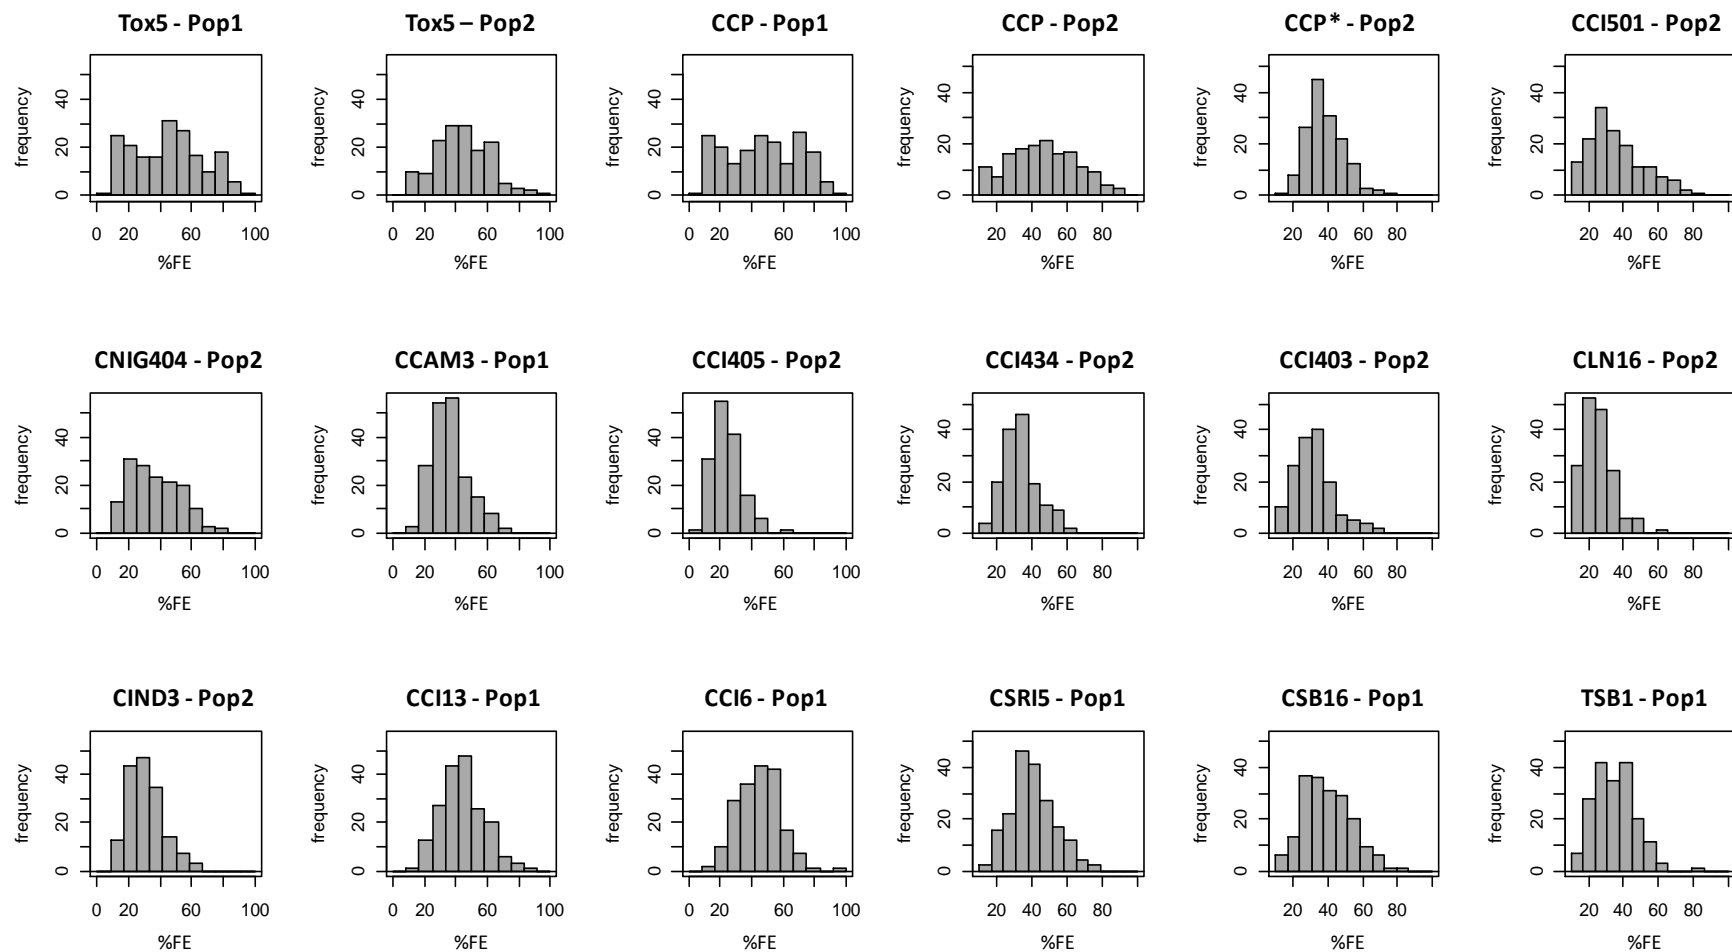 Tox5 - Pop1
Tox5 – Pop2
CCP - Pop1
CCP - Pop2
CCP* - Pop2
CCI501 - Pop2
frequency
0 20 40
0 20 40 60 100
%FE
frequency
0 20 40
0 20 40 60 100
%FE
frequency
0 20 40
0 20 40 60 100
%FE
frequency
0 20 40
20 40 60 80
%FE
frequency
0 20 40
20 40 60 80
%FE
frequency
0 20 40
20 40 60 80
%FE
CNIG404 - Pop2
CCAM3 - Pop1
CCI405 - Pop2
CCI434 - Pop2
CCI403 - Pop2
CLN16 - Pop2
frequency
0 20 40
0 20 60 100
%FE
frequency
0 20 40
0 20 60 100
%FE
frequency
0 20 40
0 20 60 100
%FE
frequency
0 20 40
20 40 60 80
%FE
frequency
0 20 40
20 40 60 80
%FE
frequency
0 20 40
20 40 60 80
%FE
CIND3 - Pop2
CCI13 - Pop1
CCI6 - Pop1
CSRI5 - Pop1
CSB16 - Pop1
TSB1 - Pop1
frequency
0 20 40
0 20 60 100
%FE
frequency
0 20 40
0 20 60 100
%FE
frequency
0 20 40
0 20 60 100
%FE
frequency
0 20 40
20 40 60 80
%FE
frequency
0 20 40
20 40 60 80
%FE
frequency
0 20 40
20 40 60 80
%FE